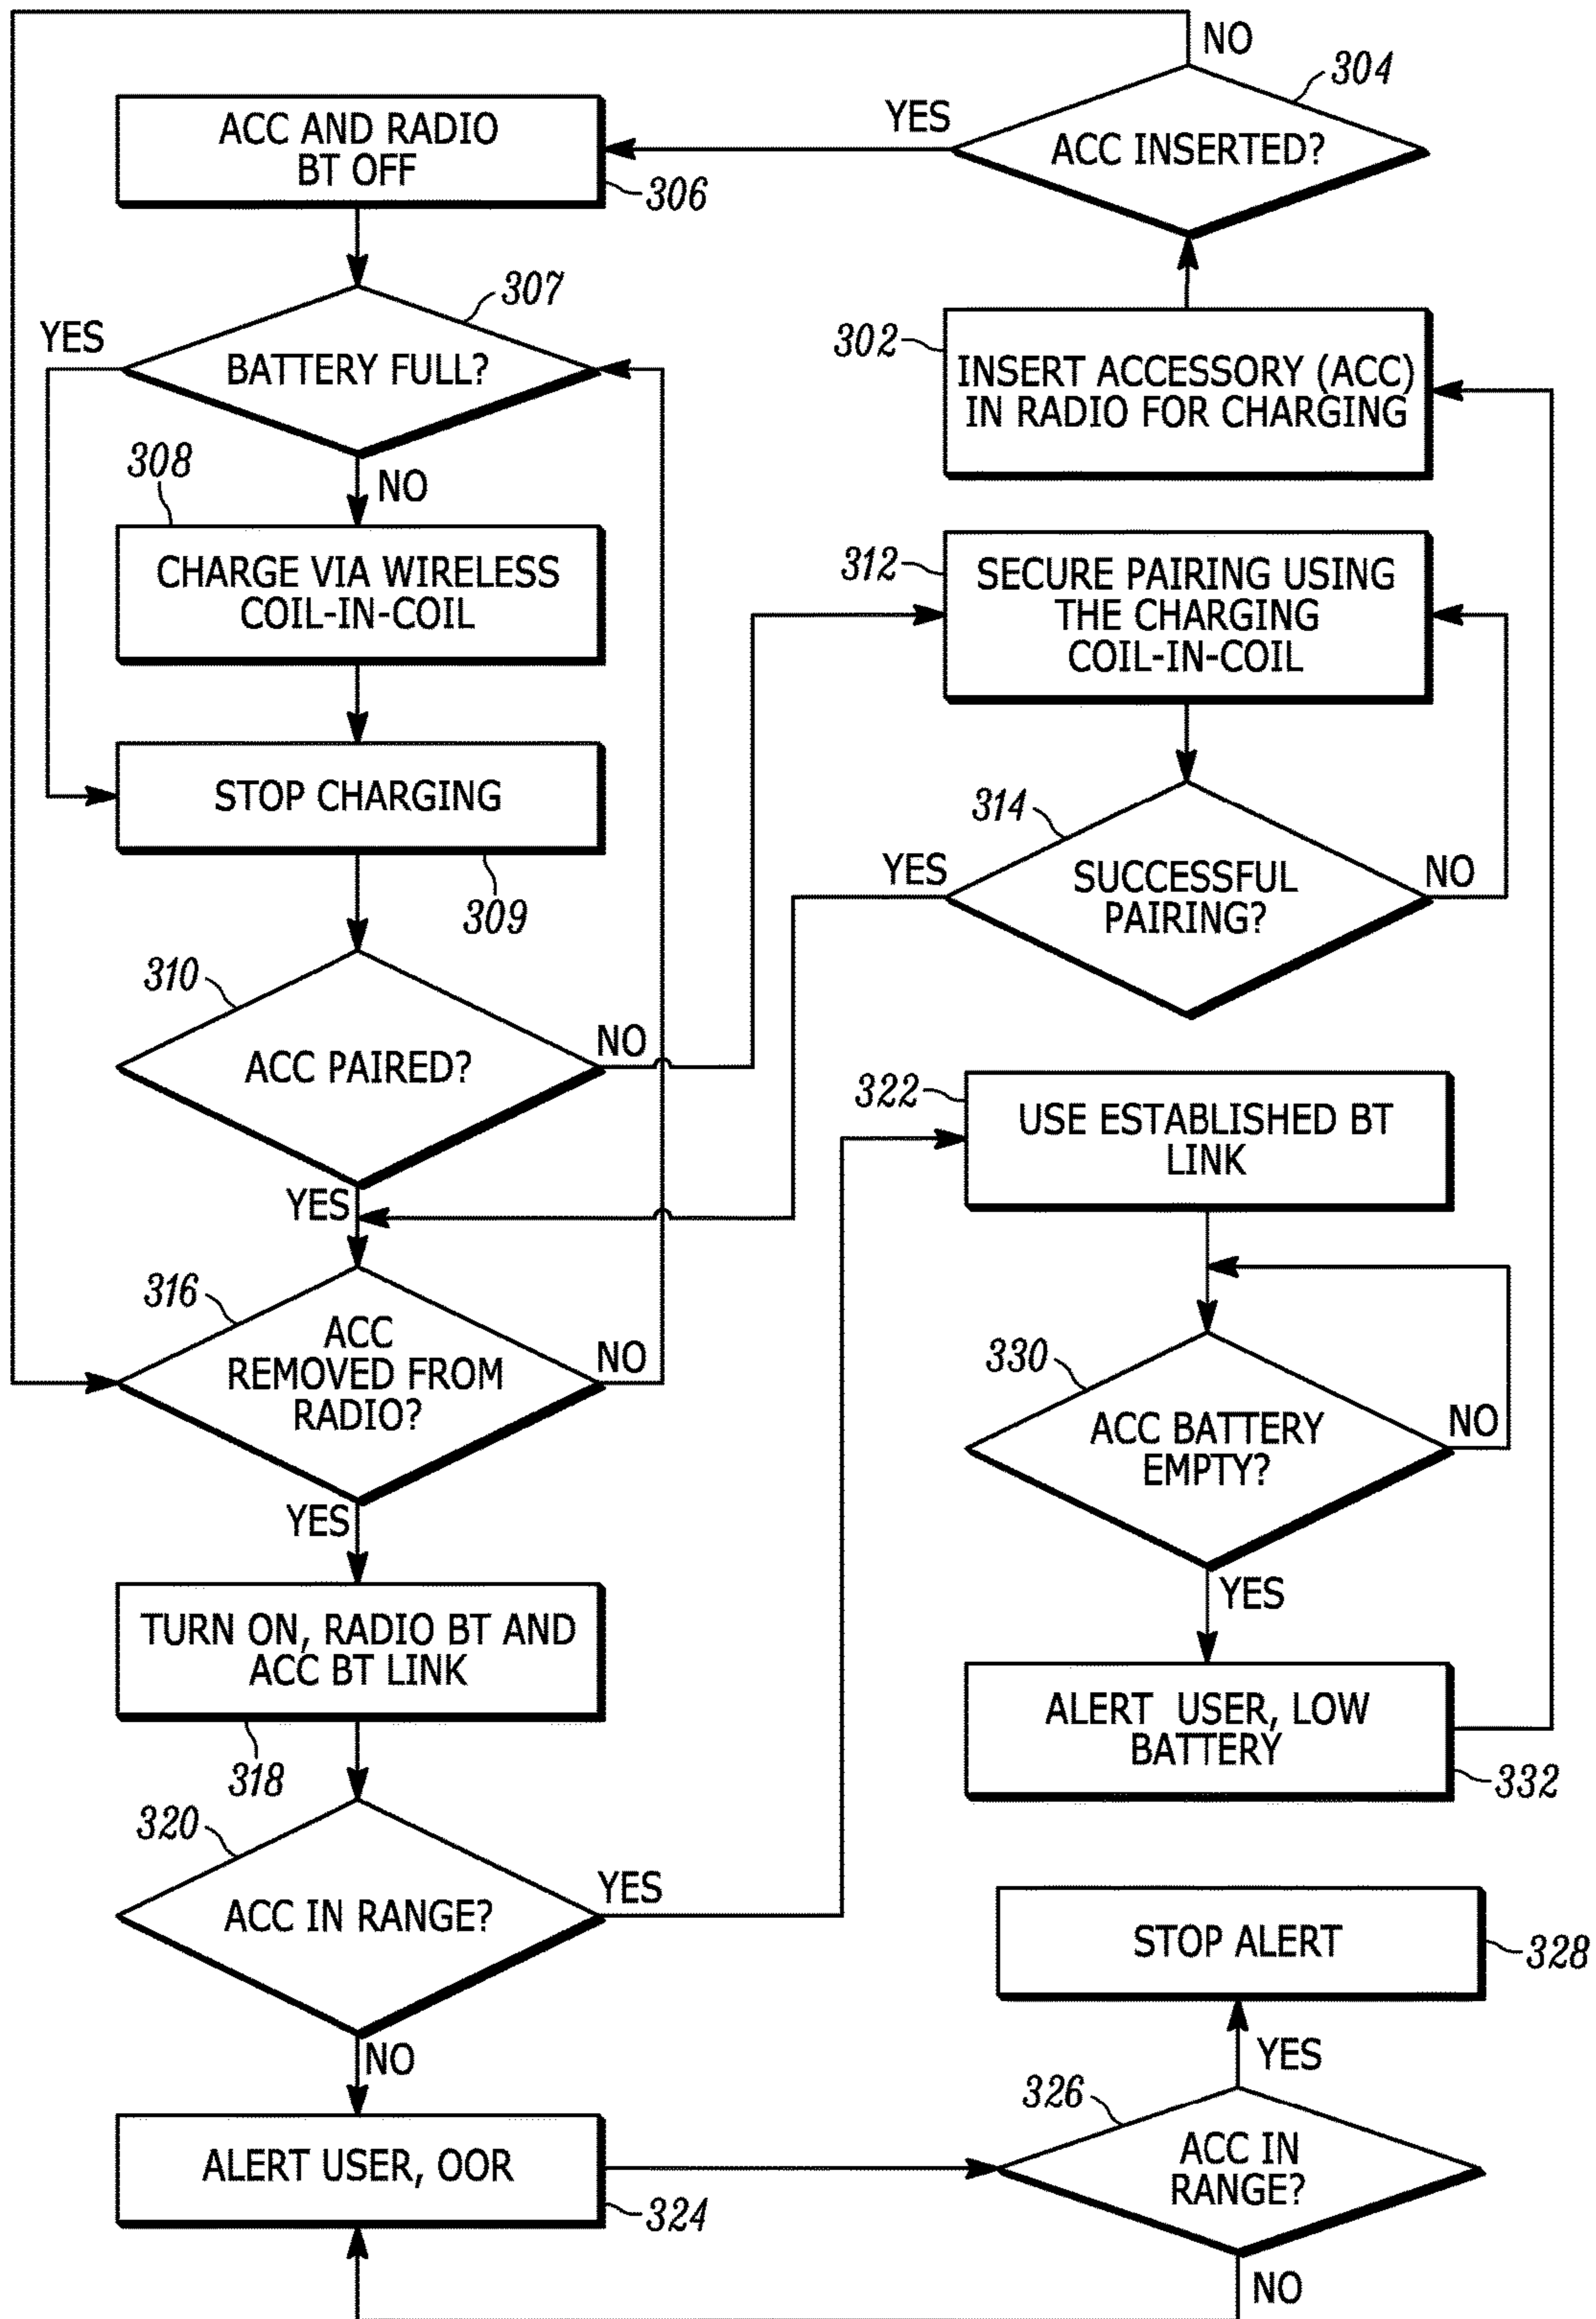 NO
304
YES
ACC INSERTED?
ACC AND RADIO
BT OFF
306
307
YES
BATTERY FULL?
NO
302
INSERT ACCESSORY (ACC)
IN RADIO FOR CHARGING
308
CHARGE VIA WIRELESS
COIL-IN-COIL
312
SECURE PAIRING USING
THE CHARGING
COIL-IN-COIL
STOP CHARGING
309
314
YES
SUCCESSFUL
PAIRING?
NO
310
ACC PAIRED?
NO
YES
322
USE ESTABLISHED BT
LINK
316
ACC
REMOVED FROM
RADIO?
NO
YES
330
ACC BATTERY
EMPTY?
NO
YES
TURN ON, RADIO BT AND
ACC BT LINK
318
ALERT USER, LOW
BATTERY
332
320
ACC IN RANGE?
YES
NO
STOP ALERT
328
YES
326
ACC IN
RANGE?
NO
ALERT USER, OOR
324